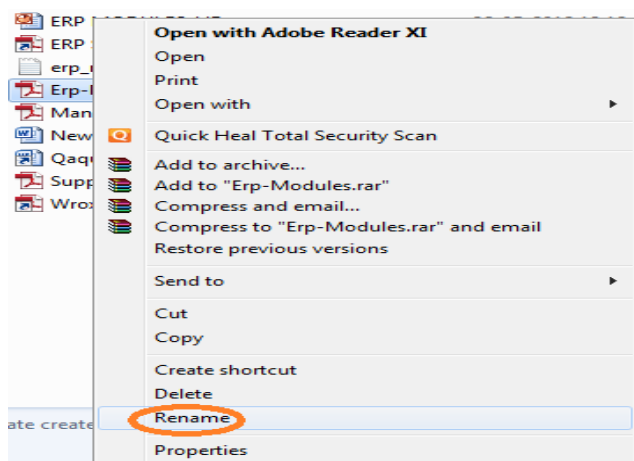 ERP
Open with Adobe Reader XI
ERP
Open
erp_
Print
Erp-
Open with
Man
New
Quick Heal Total Security Scan
Qaq
Add to archive...
Supp
Add to "Erp-Modules.rar"
Wro
Compress and email...
Compress to "Erp-Modules.rar" and email
Restore previous versions
Send to
Cut
Copy
Create shortcut
Delete
ate create
Rename
Properties